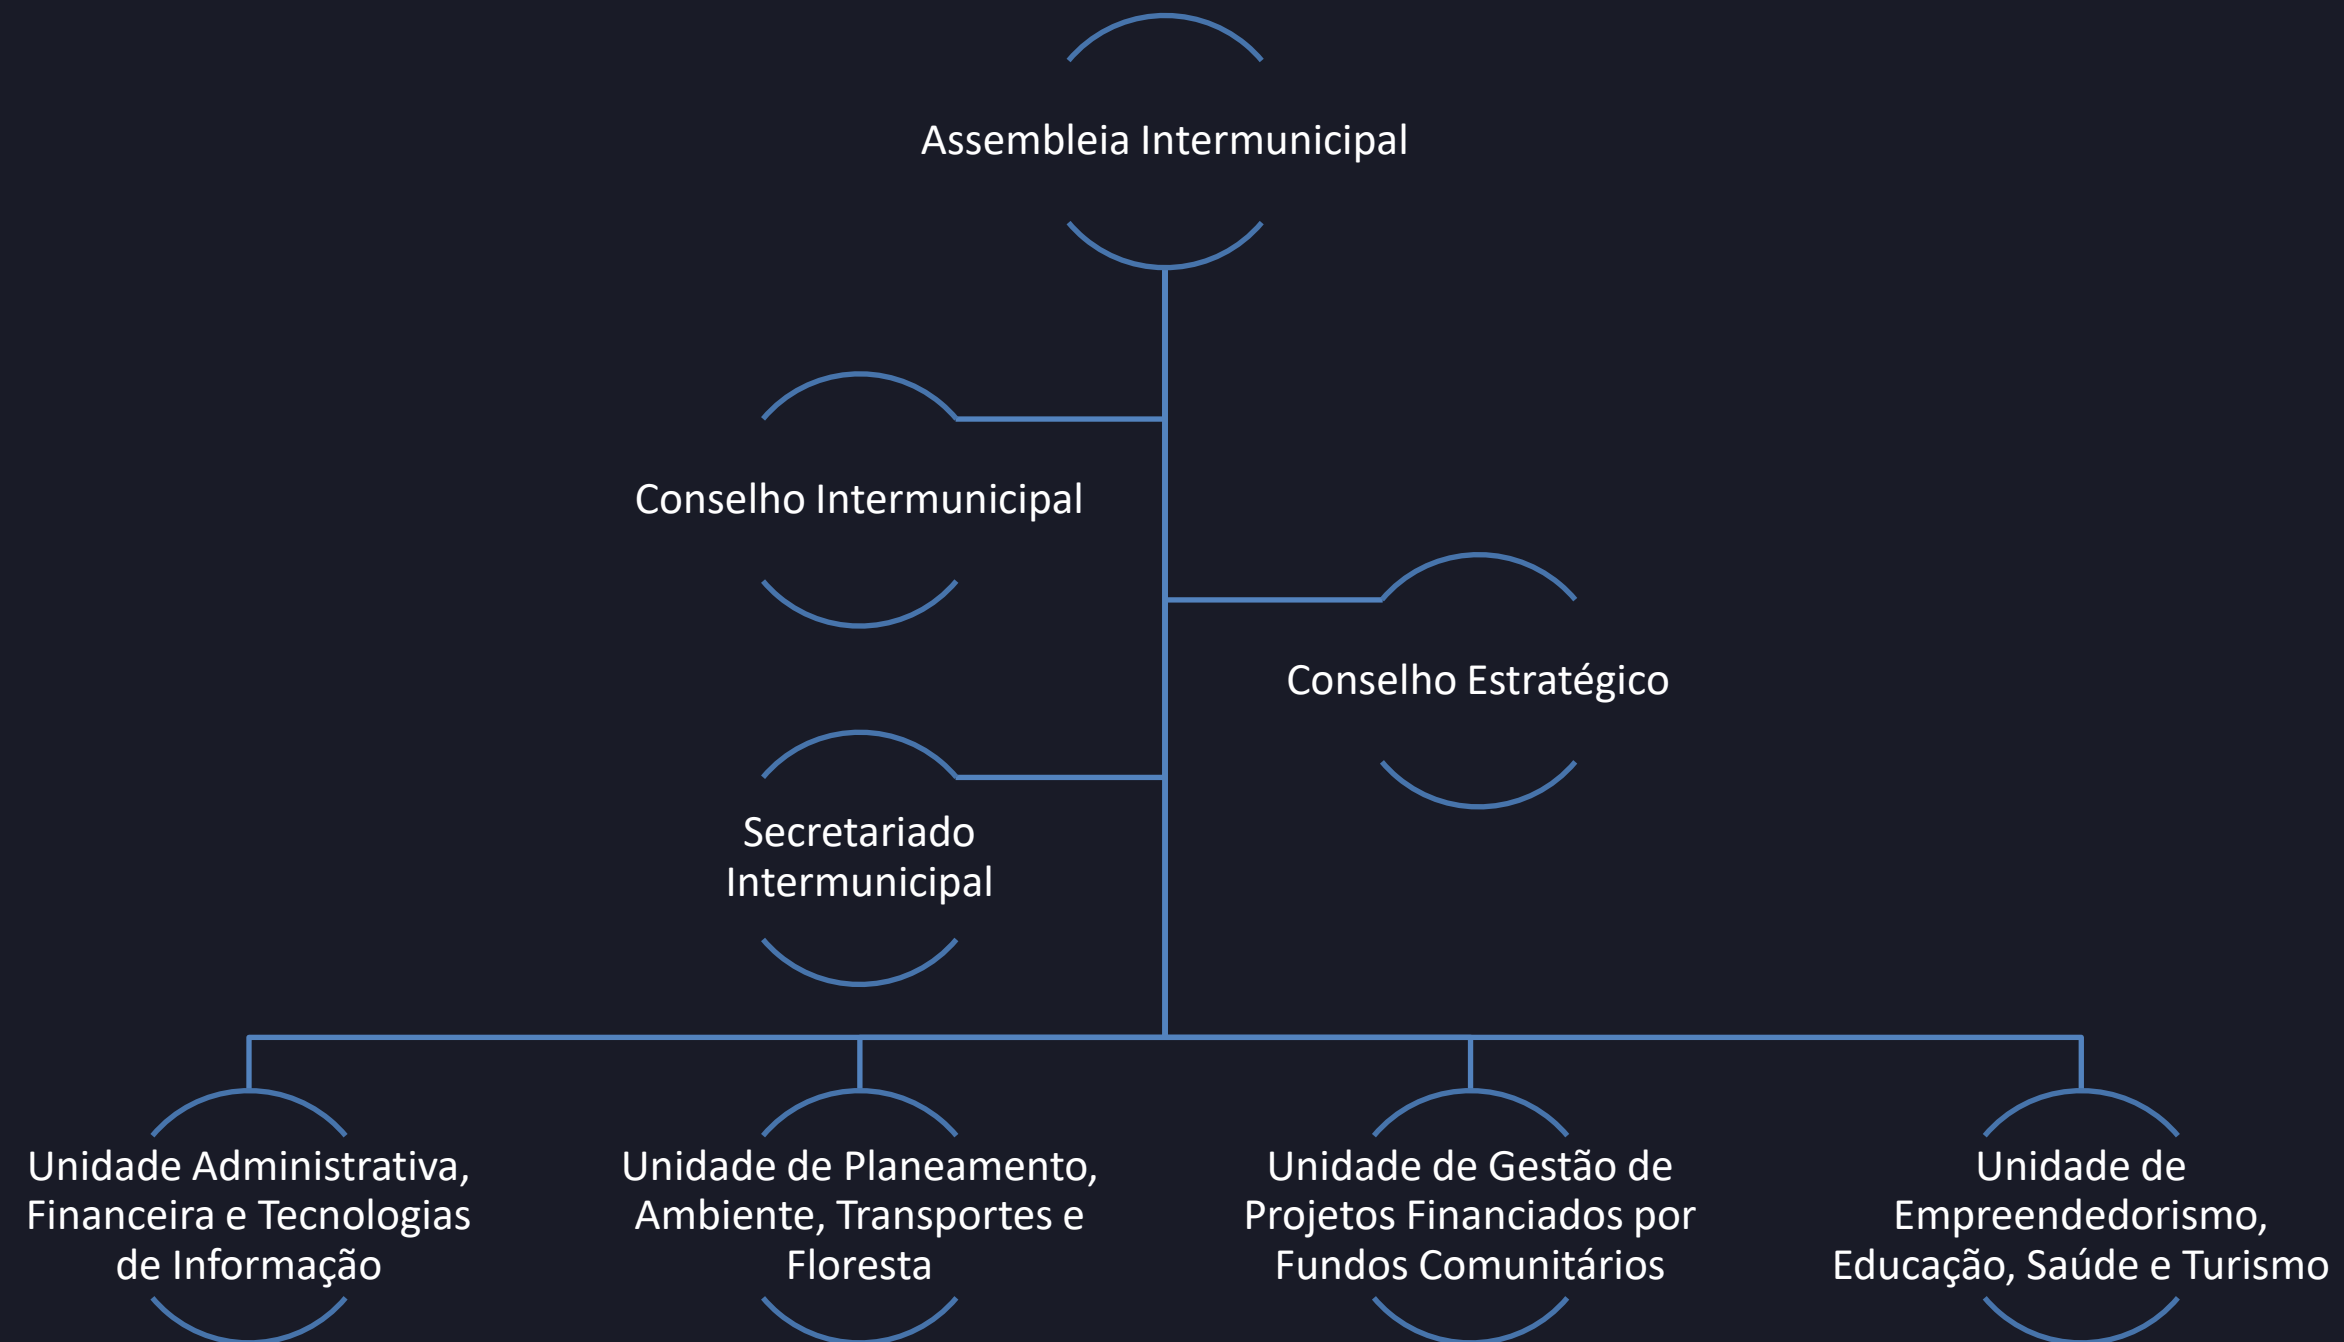 Assembleia Intermunicipal
Conselho Intermunicipal
Conselho Estratégico
Secretariado
Intermunicipal
Unidade Administrativa,
Financeira e Tecnologias
de Informação
Unidade de Planeamento,
Ambiente, Transportes e
Floresta
Unidade de Gestão de
Projetos Financiados por
Fundos Comunitários
Unidade de
Empreendedorismo,
Educação, Saúde e Turismo